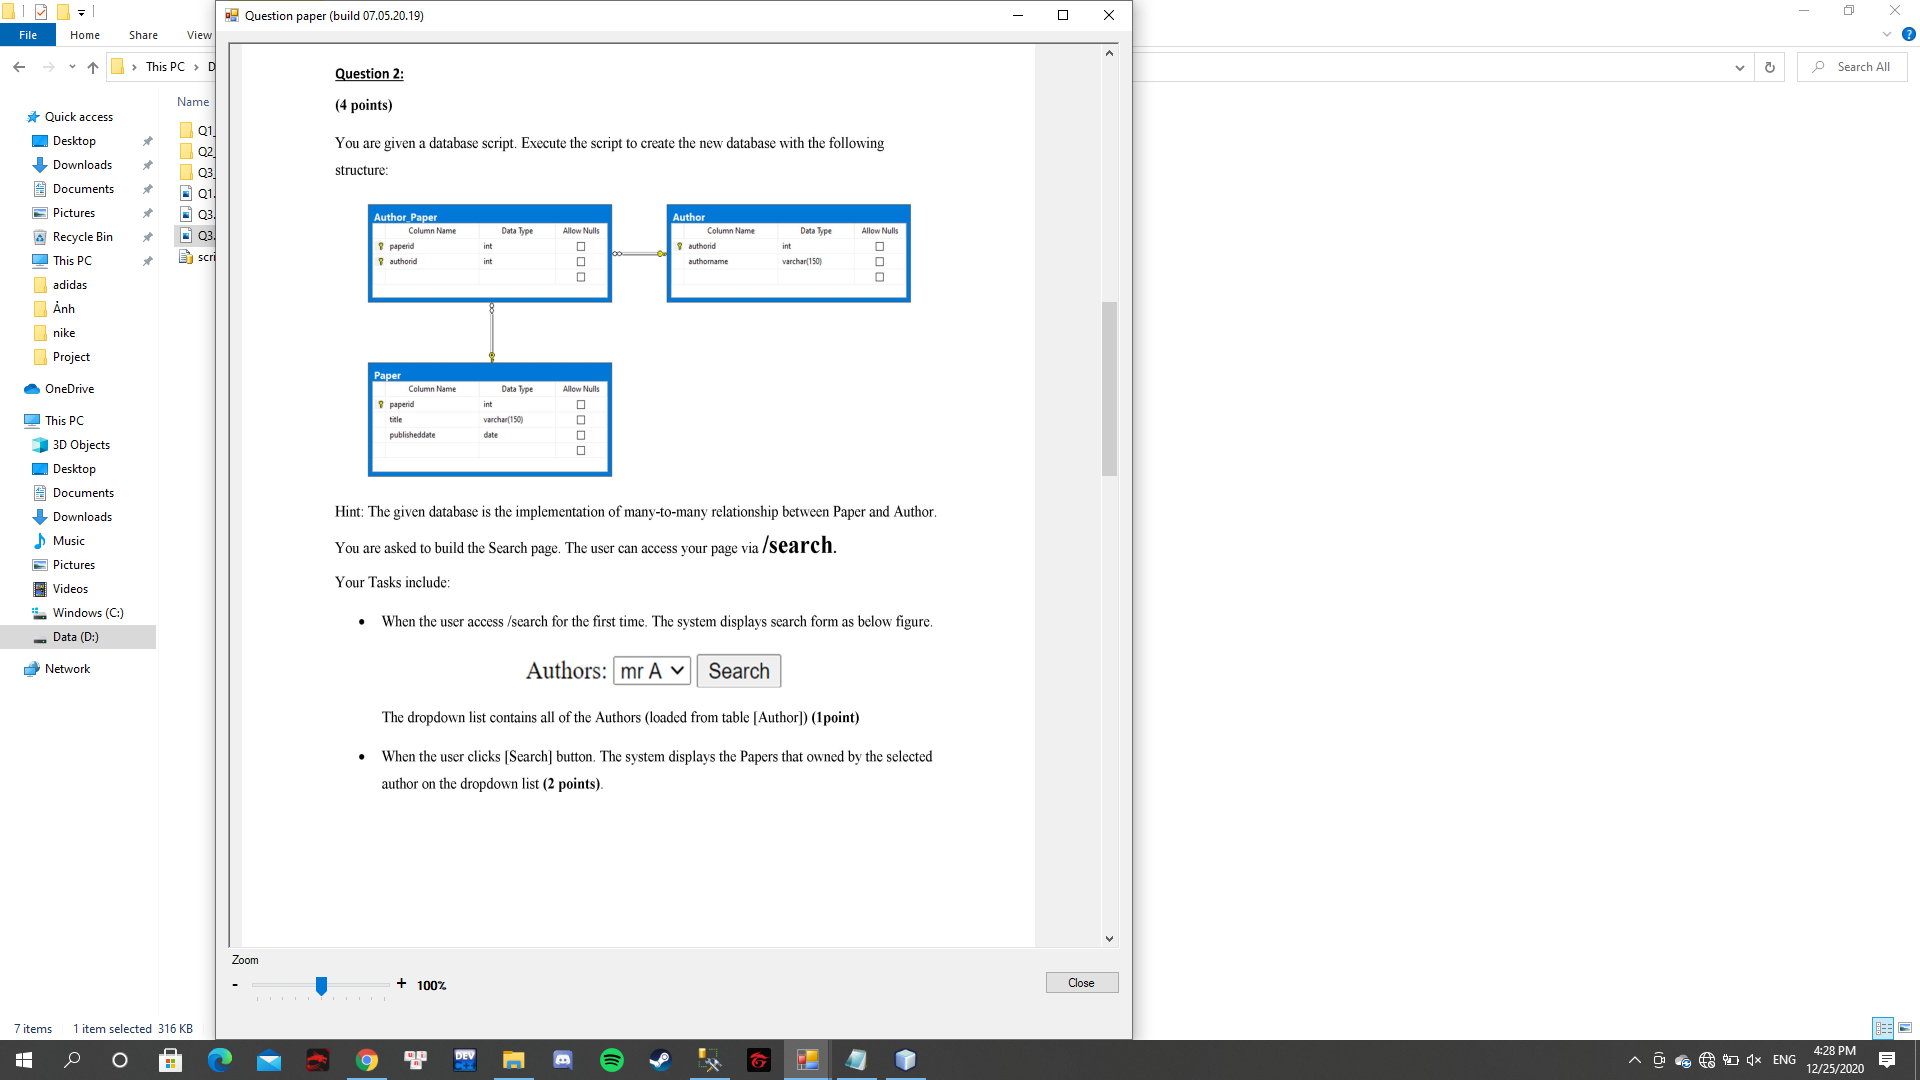 Question paper (build 07.05.20.19)
File Home Share View
This PC D
Search All
Question 2:
(4 points)
You are given a database script. Execute the script to create the new database with the following
structure:
Author_Paper
Column Name Data Type Allow Nulls
paperid int
authorid int
Author
Column Name Data Type Allow Nulls
authorid int
authorname varchar(150)
Paper
Column Name Data Type Allow Nulls
paperid int
title varchar(150)
publisheddate date
Hint: The given database is the implementation of many-to-many relationship between Paper and Author.
You are asked to build the Search page. The user can access your page via /search.
Your Tasks include:
• When the user access /search for the first time. The system displays search form as below figure.
Authors: mr A Search
The dropdown list contains all of the Authors (loaded from table [Author]) (1point)
• When the user clicks [Search] button. The system displays the Papers that owned by the selected
author on the dropdown list (2 points).
Zoom
- + 100%
Close
Quick access
Desktop
Downloads
Documents
Pictures
Recycle Bin
This PC
adidas
Ảnh
nike
Project
OneDrive
This PC
3D Objects
Desktop
Documents
Downloads
Music
Pictures
Videos
Windows (C:)
Data (D:)
Network
Name
Q1_
Q2_
Q3_
Q1.
Q3.
Q3.
scri
7 items 1 item selected 316 KB
DEV
ENG
4:28 PM
12/25/2020